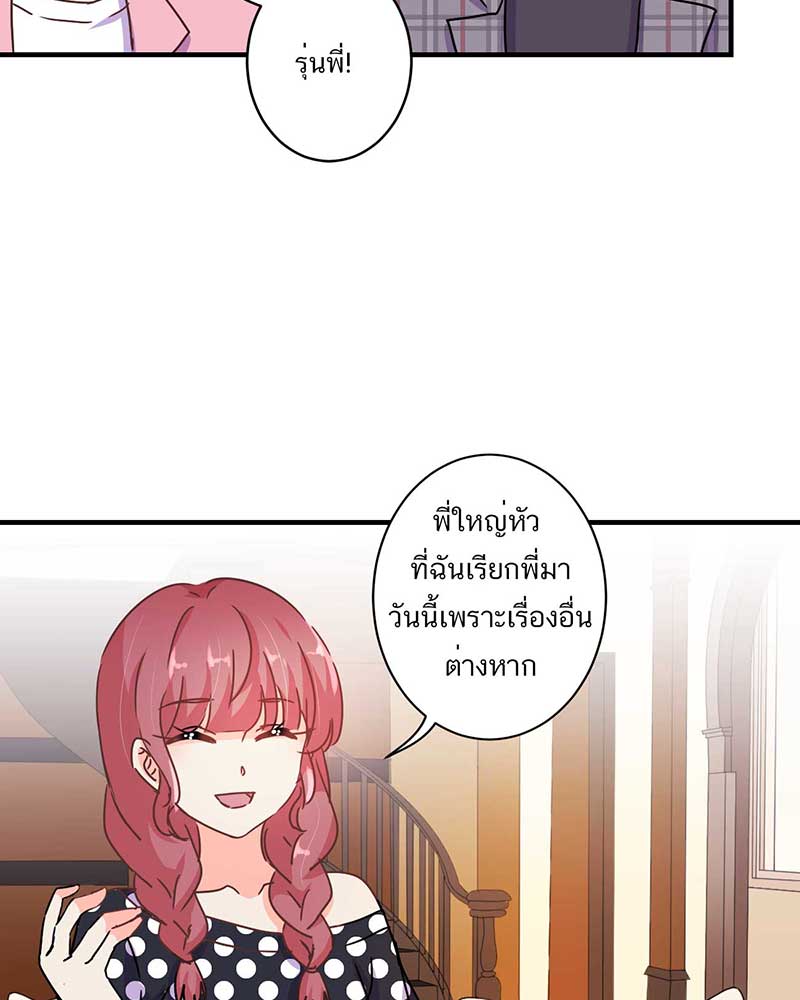 รุ่นพี่!
พี่ใหญ่หัว
ที่ฉันเรียกพี่มา
วันนี้เพราะเรื่องอื่น
ต่างหาก